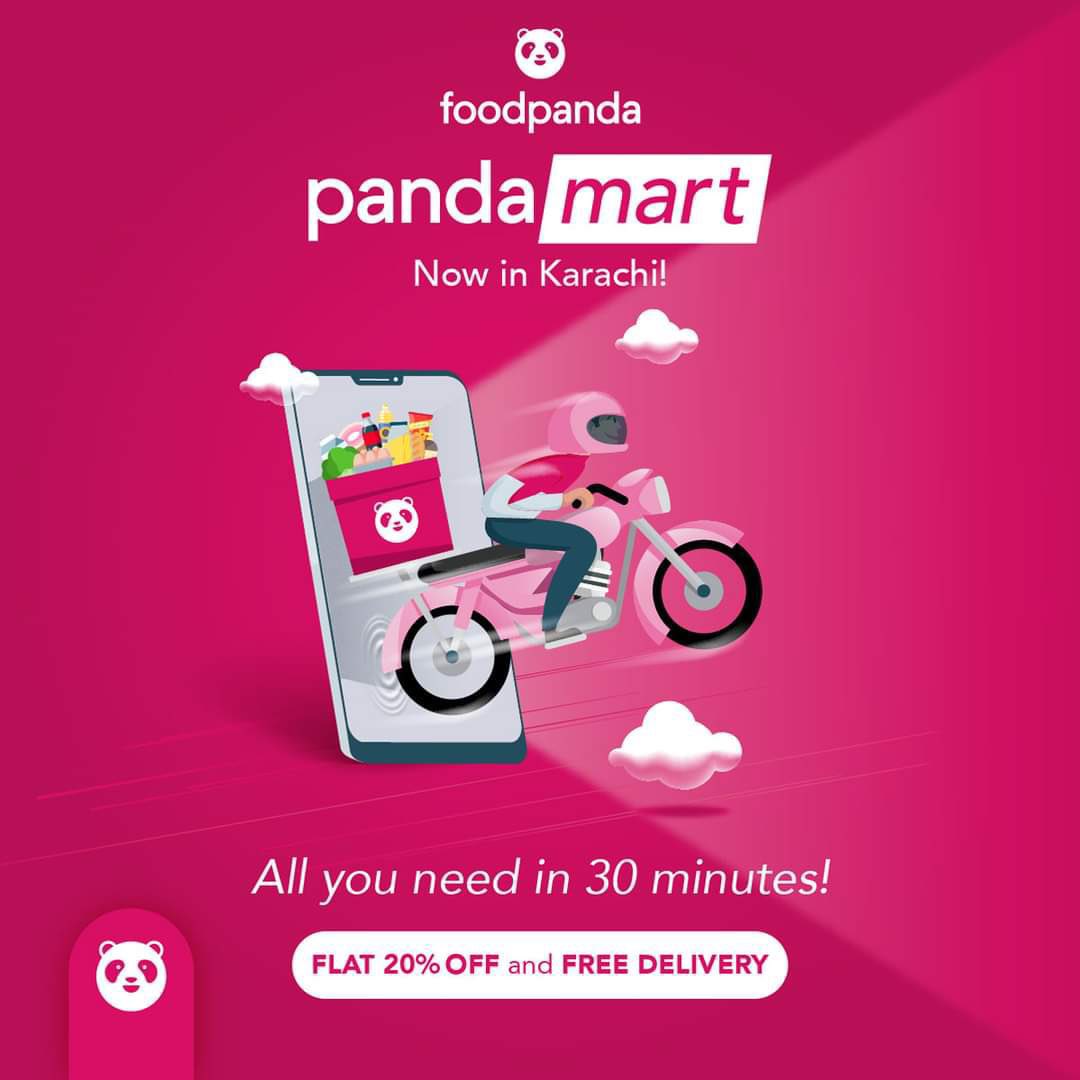 foodpanda
panda mart
Now in Karachi!
All you need in 30 minutes!
FLAT 20% OFF and FREE DELIVERY